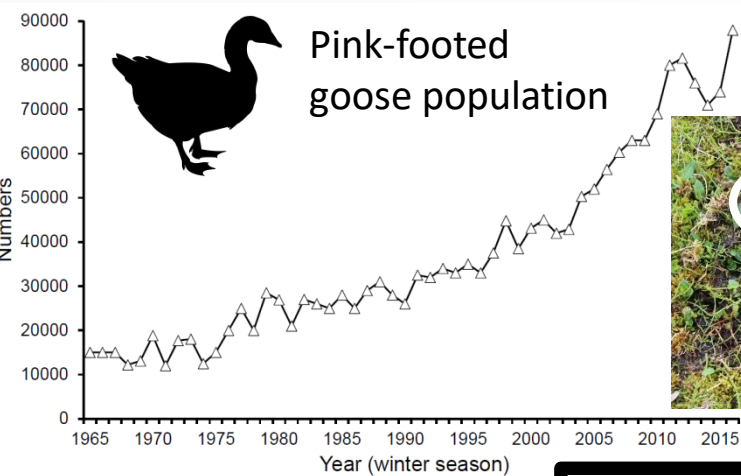 Pink-footed
goose population
90000
80000
70000
60000
50000
40000
30000
20000
10000
0
Numbers
1965 1970 1975 1980 1985 1990 1995 2000 2005 2010 2015
Year (winter season)